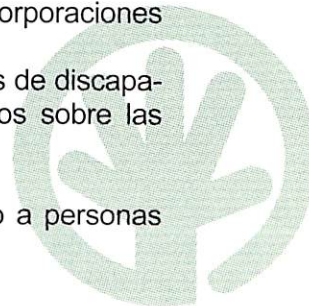 orporaciones
s de discapa-
os sobre las
o a personas